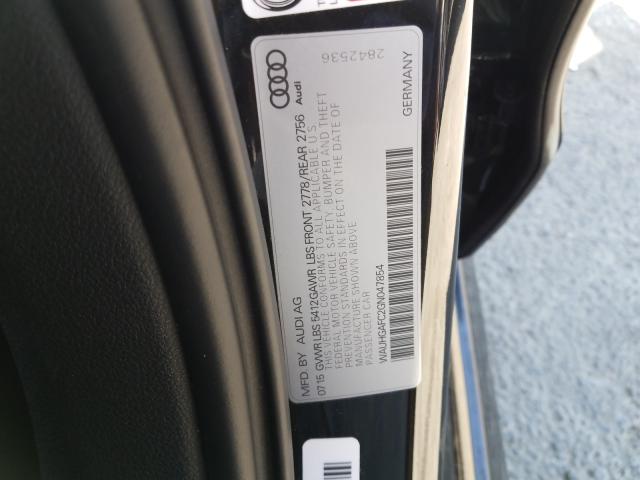 2842536
Audi
MFD. BY AUDI AG
GERMANY
0715 GVWR LBS 5412 GAWR LBS FRONT 2778/REAR 2756
THIS VEHICLE CONFORMS TO ALL APPLICABLE U S
FEDERAL MOTOR VEHICLE SAFETY, BUMPER AND THEFT
PREVENTION STANDARDS IN EFFECT ON THE DATE OF
MANUFACTURE SHOWN ABOVE
PASSENGER CAR
WAUHGAFC2GN047854